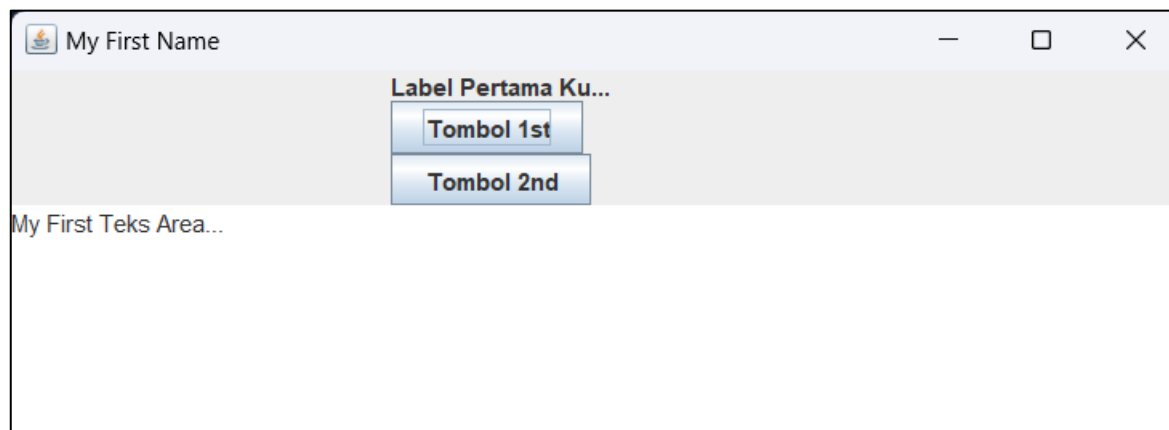 My First Name
Label Pertama Ku...
Tombol 1st
Tombol 2nd
My First Teks Area...